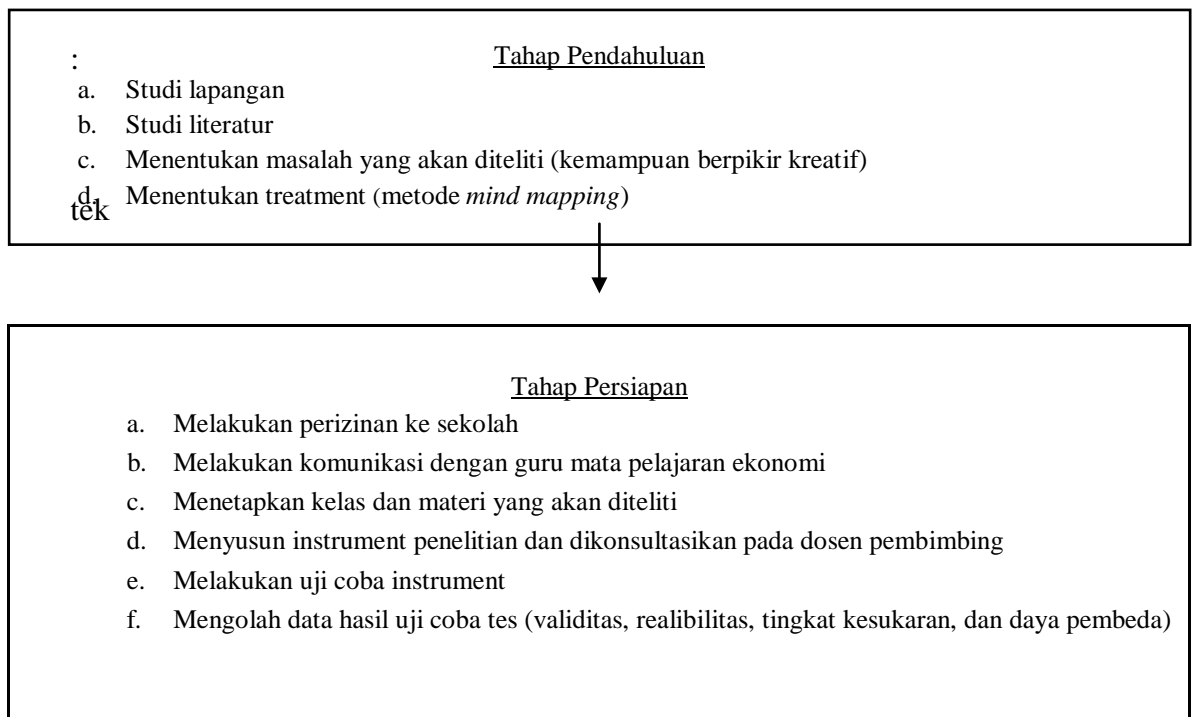 :
Tahap Pendahuluan
a. Studi lapangan
b. Studi literatur
c. Menentukan masalah yang akan diteliti (kemampuan berpikir kreatif)
d. Menentukan treatment (metode mind mapping)
tek
Tahap Persiapan
a. Melakukan perizinan ke sekolah
b. Melakukan komunikasi dengan guru mata pelajaran ekonomi
c. Menetapkan kelas dan materi yang akan diteliti
d. Menyusun instrument penelitian dan dikonsultasikan pada dosen pembimbing
e. Melakukan uji coba instrument
f. Mengolah data hasil uji coba tes (validitas, realibilitas, tingkat kesukaran, dan daya pembeda)